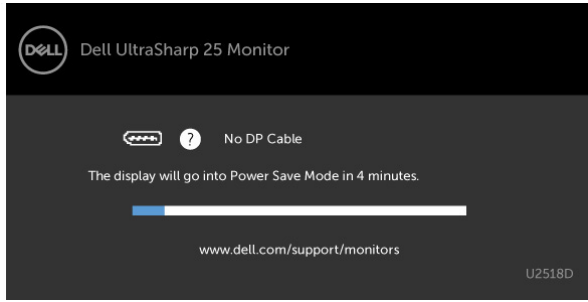 DELL
Dell UltraSharp 25 Monitor
? No DP Cable
The display will go into Power Save Mode in 4 minutes.
www.dell.com/support/monitors
U2518D